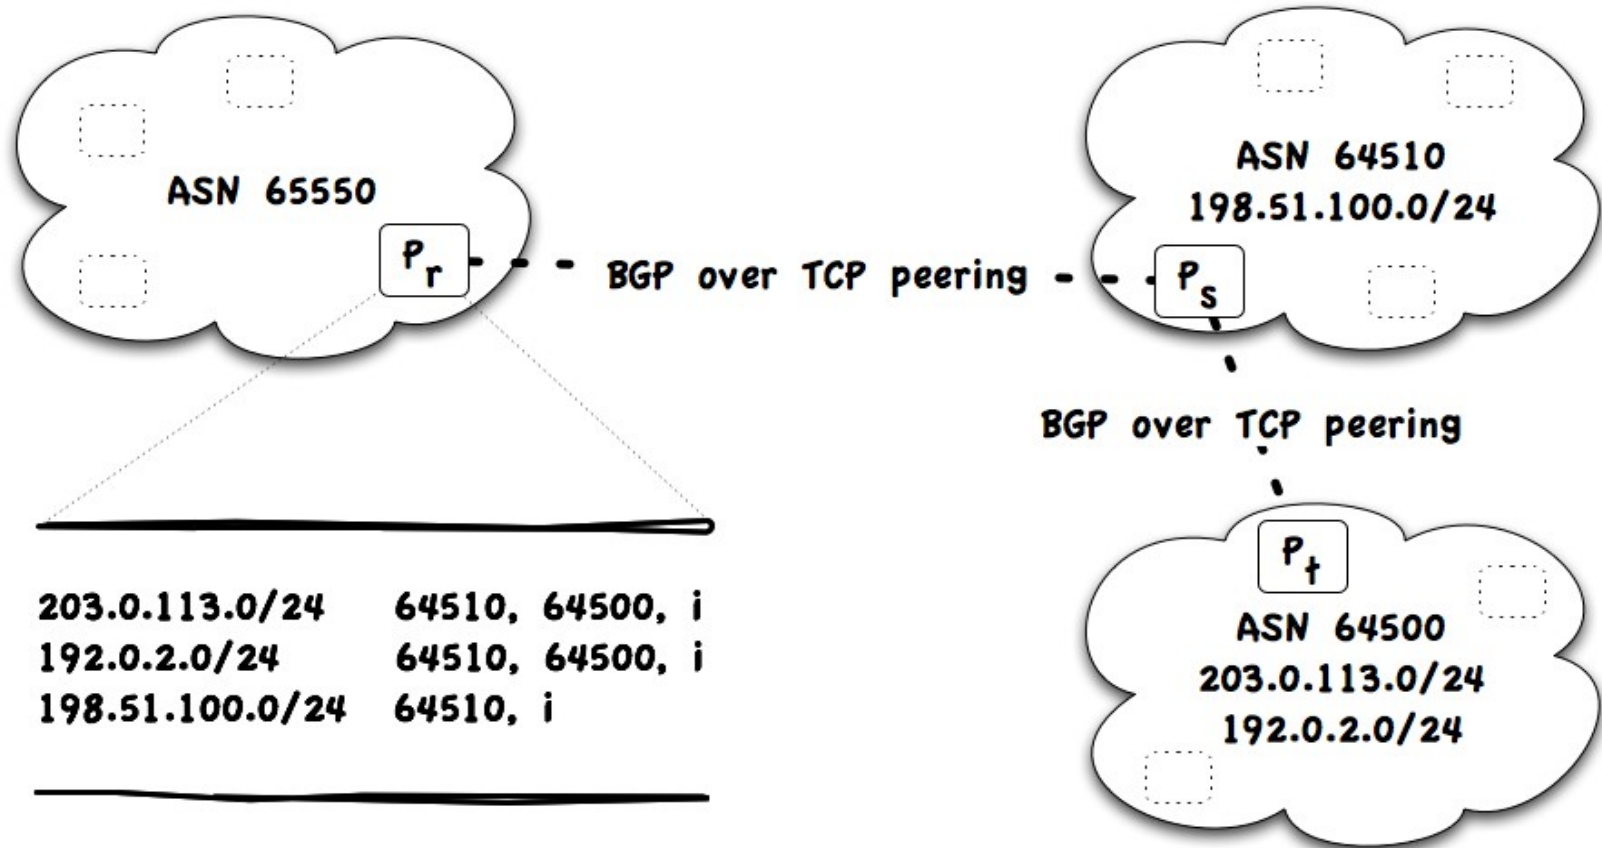 ASN 65550
Pr
BGP over TCP peering
ASN 64510
198.51.100.0/24
Ps
BGP over TCP peering
Pt
ASN 64500
203.0.113.0/24
192.0.2.0/24
203.0.113.0/24 64510, 64500, i
192.0.2.0/24 64510, 64500, i
198.51.100.0/24 64510, i